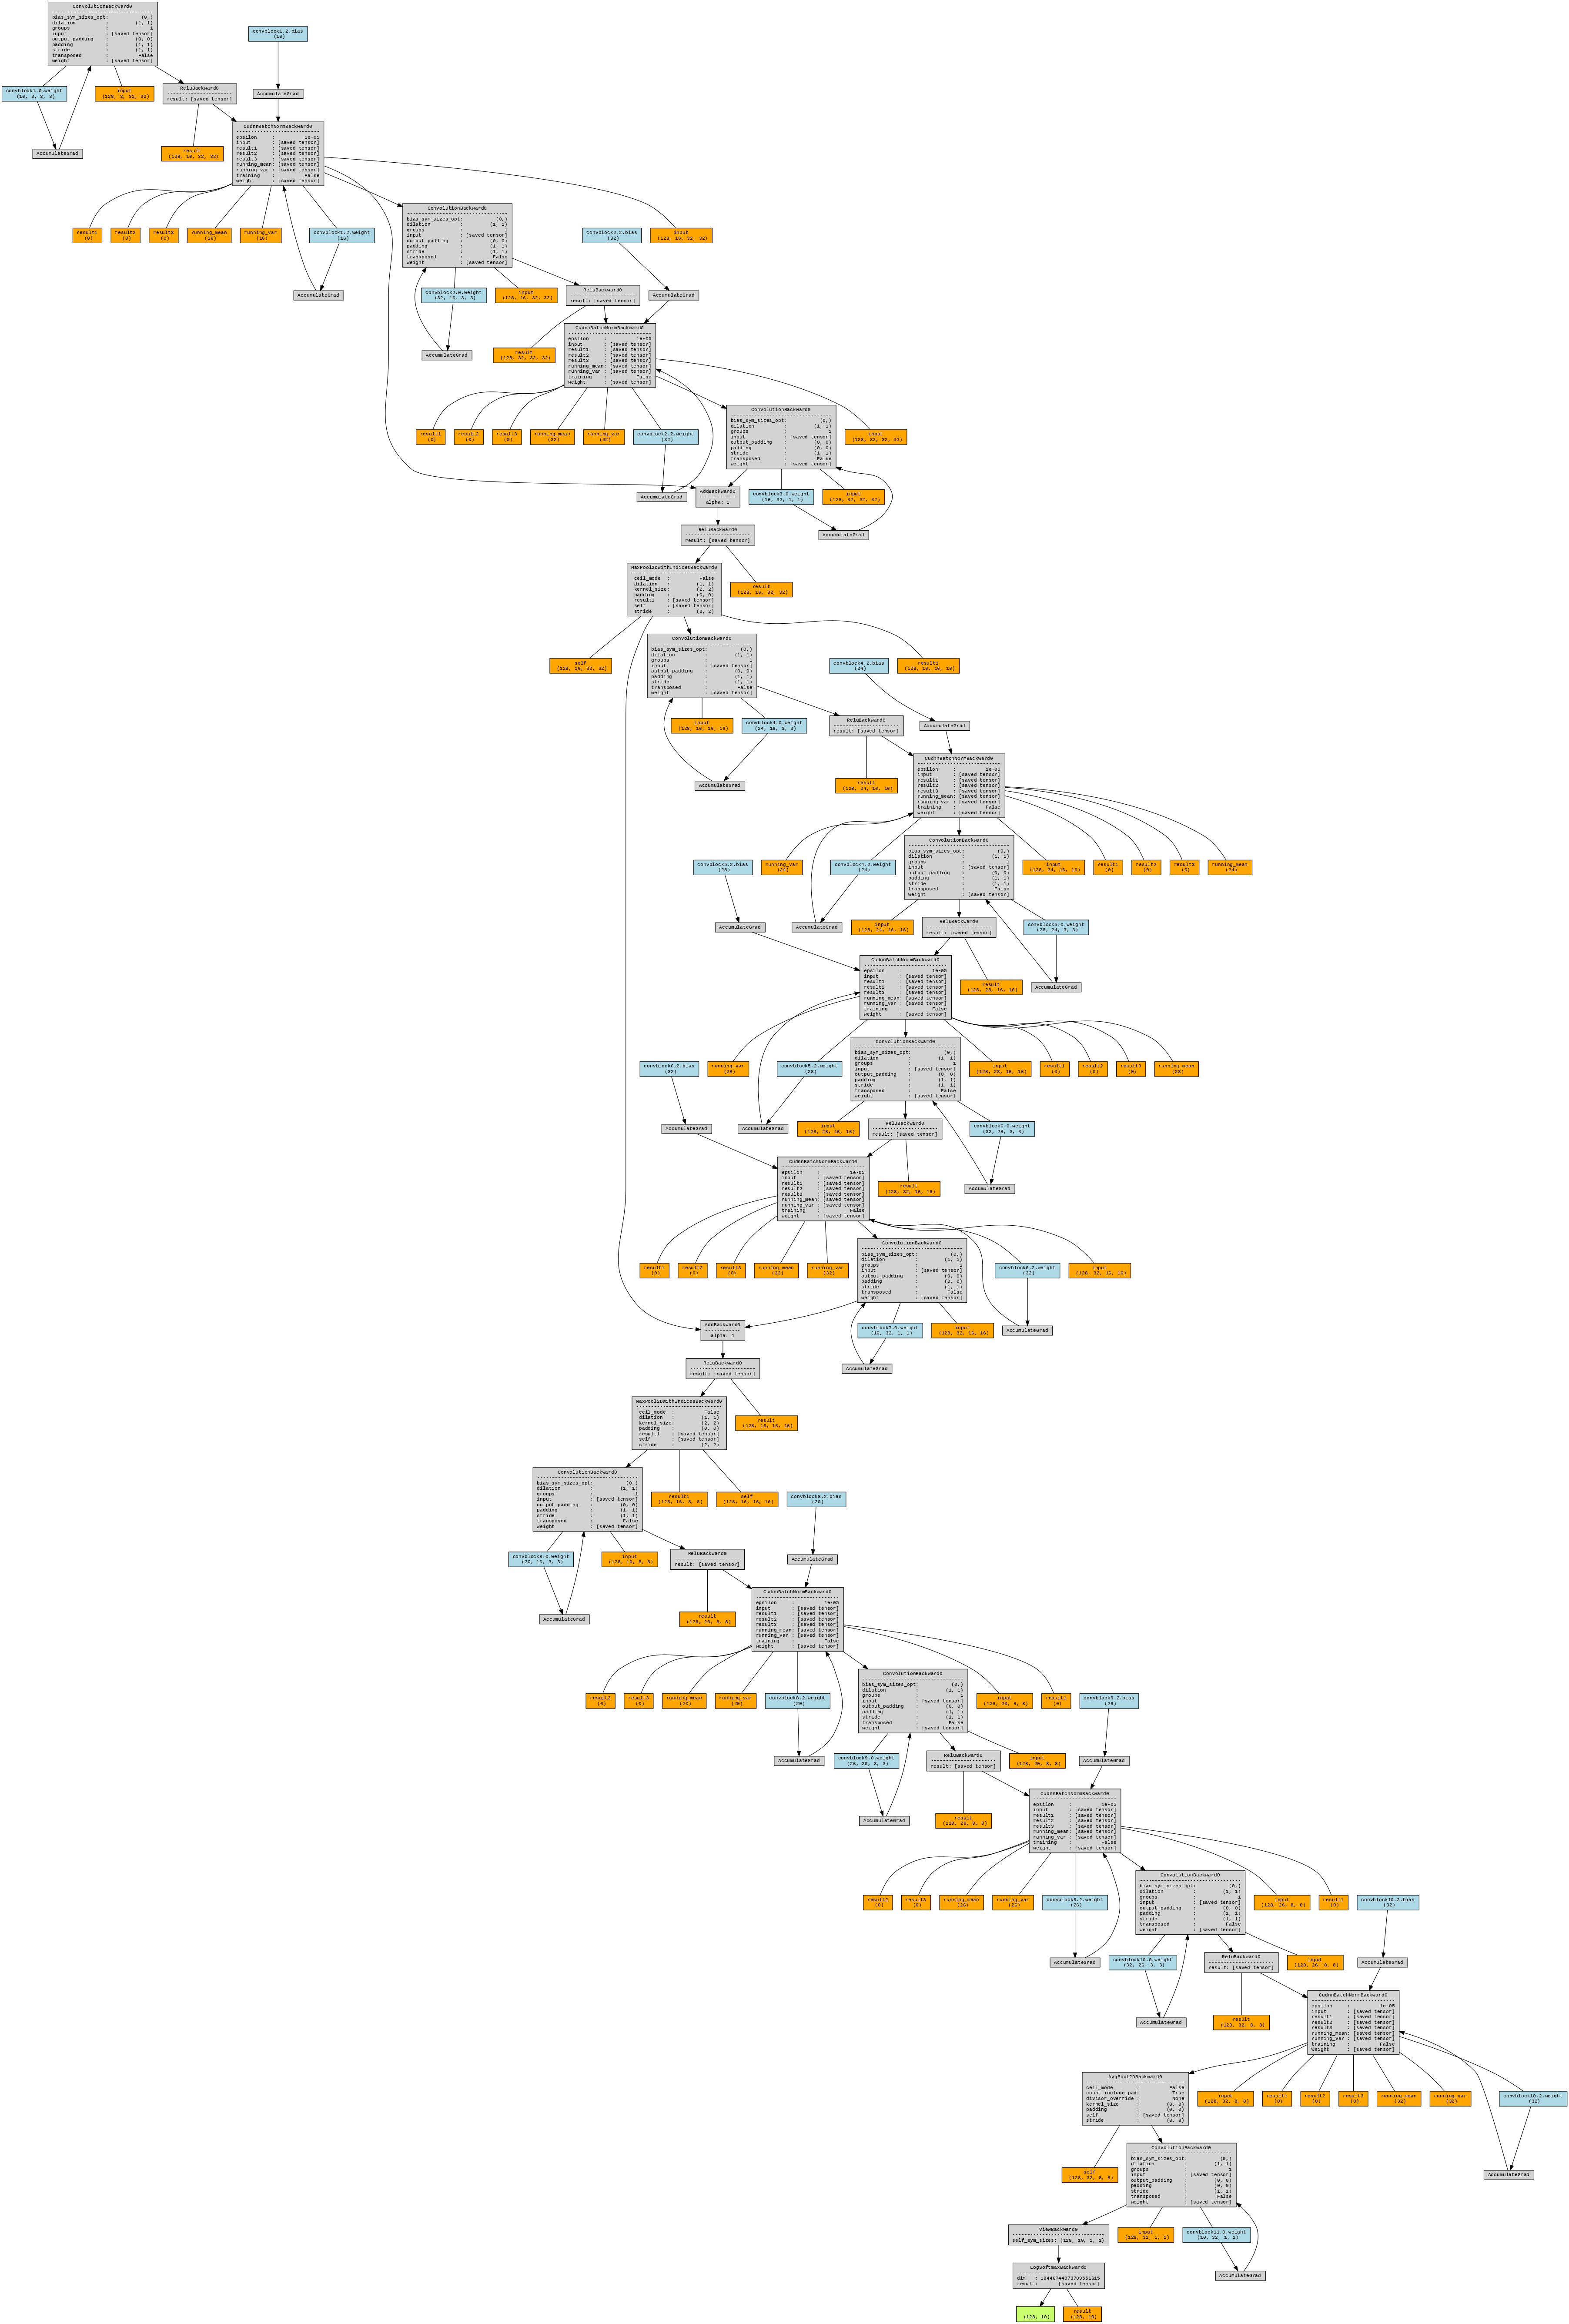 ConvolutionBackward0
----------------------------------
bias_sym_sizes_opt: (0,)
dilation : (1, 1)
groups : 1
input : [saved tensor]
output_padding : (0, 0)
padding : (1, 1)
stride : (1, 1)
transposed : False
weight : [saved tensor]
convblock1.2.bias
(16)
convblock1.0.weight
(16, 3, 3, 3)
input
(128, 3, 32, 32)
ReluBackward0
----------------------
result: [saved tensor]
AccumulateGrad
AccumulateGrad
result
(128, 16, 32, 32)
CudnnBatchNormBackward0
----------------------------
epsilon : 1e-05
input : [saved tensor]
result1 : [saved tensor]
result2 : [saved tensor]
result3 : [saved tensor]
running_mean: [saved tensor]
running_var : [saved tensor]
training : False
weight : [saved tensor]
result1
(0)
result2
(0)
result3
(0)
running_mean
(16)
running_var
(16)
convblock1.2.weight
(16)
AccumulateGrad
ConvolutionBackward0
----------------------------------
bias_sym_sizes_opt: (0,)
dilation : (1, 1)
groups : 1
input : [saved tensor]
output_padding : (0, 0)
padding : (1, 1)
stride : (1, 1)
transposed : False
weight : [saved tensor]
convblock2.2.bias
(32)
input
(128, 16, 32, 32)
convblock2.0.weight
(32, 16, 3, 3)
input
(128, 16, 32, 32)
ReluBackward0
----------------------
result: [saved tensor]
AccumulateGrad
AccumulateGrad
result
(128, 32, 32, 32)
CudnnBatchNormBackward0
----------------------------
epsilon : 1e-05
input : [saved tensor]
result1 : [saved tensor]
result2 : [saved tensor]
result3 : [saved tensor]
running_mean: [saved tensor]
running_var : [saved tensor]
training : False
weight : [saved tensor]
result1
(0)
result2
(0)
result3
(0)
running_mean
(32)
running_var
(32)
convblock2.2.weight
(32)
ConvolutionBackward0
----------------------------------
bias_sym_sizes_opt: (0,)
dilation : (1, 1)
groups : 1
input : [saved tensor]
output_padding : (0, 0)
padding : (0, 0)
stride : (1, 1)
transposed : False
weight : [saved tensor]
input
(128, 32, 32, 32)
AccumulateGrad
AddBackward0
------------
alpha: 1
convblock3.0.weight
(16, 32, 1, 1)
input
(128, 32, 32, 32)
AccumulateGrad
ReluBackward0
----------------------
result: [saved tensor]
MaxPool2DWithIndicesBackward0
-----------------------------
ceil_mode : False
dilation : (1, 1)
kernel_size: (2, 2)
padding : (0, 0)
result1 : [saved tensor]
self : [saved tensor]
stride : (2, 2)
result
(128, 16, 32, 32)
self
(128, 16, 32, 32)
ConvolutionBackward0
----------------------------------
bias_sym_sizes_opt: (0,)
dilation : (1, 1)
groups : 1
input : [saved tensor]
output_padding : (0, 0)
padding : (1, 1)
stride : (1, 1)
transposed : False
weight : [saved tensor]
convblock4.2.bias
(24)
result1
(128, 16, 16, 16)
input
(128, 16, 16, 16)
convblock4.0.weight
(24, 16, 3, 3)
ReluBackward0
----------------------
result: [saved tensor]
AccumulateGrad
AccumulateGrad
result
(128, 24, 16, 16)
CudnnBatchNormBackward0
----------------------------
epsilon : 1e-05
input : [saved tensor]
result1 : [saved tensor]
result2 : [saved tensor]
result3 : [saved tensor]
running_mean: [saved tensor]
running_var : [saved tensor]
training : False
weight : [saved tensor]
convblock5.2.bias
(28)
running_var
(24)
convblock4.2.weight
(24)
ConvolutionBackward0
----------------------------------
bias_sym_sizes_opt: (0,)
dilation : (1, 1)
groups : 1
input : [saved tensor]
output_padding : (0, 0)
padding : (1, 1)
stride : (1, 1)
transposed : False
weight : [saved tensor]
input
(128, 24, 16, 16)
result1
(0)
result2
(0)
result3
(0)
running_mean
(24)
AccumulateGrad
AccumulateGrad
input
(128, 24, 16, 16)
ReluBackward0
----------------------
result: [saved tensor]
convblock5.0.weight
(28, 24, 3, 3)
CudnnBatchNormBackward0
----------------------------
epsilon : 1e-05
input : [saved tensor]
result1 : [saved tensor]
result2 : [saved tensor]
result3 : [saved tensor]
running_mean: [saved tensor]
running_var : [saved tensor]
training : False
weight : [saved tensor]
result
(128, 28, 16, 16)
AccumulateGrad
convblock6.2.bias
(32)
running_var
(28)
convblock5.2.weight
(28)
ConvolutionBackward0
----------------------------------
bias_sym_sizes_opt: (0,)
dilation : (1, 1)
groups : 1
input : [saved tensor]
output_padding : (0, 0)
padding : (1, 1)
stride : (1, 1)
transposed : False
weight : [saved tensor]
input
(128, 28, 16, 16)
result1
(0)
result2
(0)
result3
(0)
running_mean
(28)
AccumulateGrad
AccumulateGrad
input
(128, 28, 16, 16)
ReluBackward0
----------------------
result: [saved tensor]
convblock6.0.weight
(32, 28, 3, 3)
CudnnBatchNormBackward0
----------------------------
epsilon : 1e-05
input : [saved tensor]
result1 : [saved tensor]
result2 : [saved tensor]
result3 : [saved tensor]
running_mean: [saved tensor]
running_var : [saved tensor]
training : False
weight : [saved tensor]
result
(128, 32, 16, 16)
AccumulateGrad
result1
(0)
result2
(0)
result3
(0)
running_mean
(32)
running_var
(32)
ConvolutionBackward0
----------------------------------
bias_sym_sizes_opt: (0,)
dilation : (1, 1)
groups : 1
input : [saved tensor]
output_padding : (0, 0)
padding : (0, 0)
stride : (1, 1)
transposed : False
weight : [saved tensor]
convblock6.2.weight
(32)
input
(128, 32, 16, 16)
AddBackward0
------------
alpha: 1
convblock7.0.weight
(16, 32, 1, 1)
input
(128, 32, 16, 16)
AccumulateGrad
ReluBackward0
----------------------
result: [saved tensor]
AccumulateGrad
MaxPool2DWithIndicesBackward0
-----------------------------
ceil_mode : False
dilation : (1, 1)
kernel_size: (2, 2)
padding : (0, 0)
result1 : [saved tensor]
self : [saved tensor]
stride : (2, 2)
result
(128, 16, 16, 16)
ConvolutionBackward0
----------------------------------
bias_sym_sizes_opt: (0,)
dilation : (1, 1)
groups : 1
input : [saved tensor]
output_padding : (0, 0)
padding : (1, 1)
stride : (1, 1)
transposed : False
weight : [saved tensor]
result1
(128, 16, 8, 8)
self
(128, 16, 16, 16)
convblock8.2.bias
(20)
convblock8.0.weight
(20, 16, 3, 3)
input
(128, 16, 8, 8)
ReluBackward0
----------------------
result: [saved tensor]
AccumulateGrad
AccumulateGrad
result
(128, 20, 8, 8)
CudnnBatchNormBackward0
----------------------------
epsilon : 1e-05
input : [saved tensor]
result1 : [saved tensor]
result2 : [saved tensor]
result3 : [saved tensor]
running_mean: [saved tensor]
running_var : [saved tensor]
training : False
weight : [saved tensor]
result2
(0)
result3
(0)
running_mean
(20)
running_var
(20)
convblock8.2.weight
(20)
ConvolutionBackward0
----------------------------------
bias_sym_sizes_opt: (0,)
dilation : (1, 1)
groups : 1
input : [saved tensor]
output_padding : (0, 0)
padding : (1, 1)
stride : (1, 1)
transposed : False
weight : [saved tensor]
input
(128, 20, 8, 8)
result1
(0)
convblock9.2.bias
(26)
AccumulateGrad
convblock9.0.weight
(26, 20, 3, 3)
ReluBackward0
----------------------
result: [saved tensor]
input
(128, 20, 8, 8)
AccumulateGrad
AccumulateGrad
result
(128, 26, 8, 8)
CudnnBatchNormBackward0
----------------------------
epsilon : 1e-05
input : [saved tensor]
result1 : [saved tensor]
result2 : [saved tensor]
result3 : [saved tensor]
running_mean: [saved tensor]
running_var : [saved tensor]
training : False
weight : [saved tensor]
result2
(0)
result3
(0)
running_mean
(26)
running_var
(26)
convblock9.2.weight
(26)
ConvolutionBackward0
----------------------------------
bias_sym_sizes_opt: (0,)
dilation : (1, 1)
groups : 1
input : [saved tensor]
output_padding : (0, 0)
padding : (1, 1)
stride : (1, 1)
transposed : False
weight : [saved tensor]
input
(128, 26, 8, 8)
result1
(0)
convblock10.2.bias
(32)
AccumulateGrad
convblock10.0.weight
(32, 26, 3, 3)
ReluBackward0
----------------------
result: [saved tensor]
input
(128, 26, 8, 8)
AccumulateGrad
AccumulateGrad
result
(128, 32, 8, 8)
CudnnBatchNormBackward0
----------------------------
epsilon : 1e-05
input : [saved tensor]
result1 : [saved tensor]
result2 : [saved tensor]
result3 : [saved tensor]
running_mean: [saved tensor]
running_var : [saved tensor]
training : False
weight : [saved tensor]
AvgPool2DBackward0
---------------------------------
ceil_mode : False
count_include_pad: True
divisor_override : None
kernel_size : (8, 8)
padding : (0, 0)
self : [saved tensor]
stride : (8, 8)
input
(128, 32, 8, 8)
result1
(0)
result2
(0)
result3
(0)
running_mean
(32)
running_var
(32)
convblock10.2.weight
(32)
self
(128, 32, 8, 8)
ConvolutionBackward0
----------------------------------
bias_sym_sizes_opt: (0,)
dilation : (1, 1)
groups : 1
input : [saved tensor]
output_padding : (0, 0)
padding : (0, 0)
stride : (1, 1)
transposed : False
weight : [saved tensor]
AccumulateGrad
ViewBackward0
-------------------------------
self_sym_sizes: (128, 10, 1, 1)
input
(128, 32, 1, 1)
convblock11.0.weight
(10, 32, 1, 1)
LogSoftmaxBackward0
----------------------------
dim : 18446744073709551615
result: [saved tensor]
AccumulateGrad
(128, 10)
result
(128, 10)